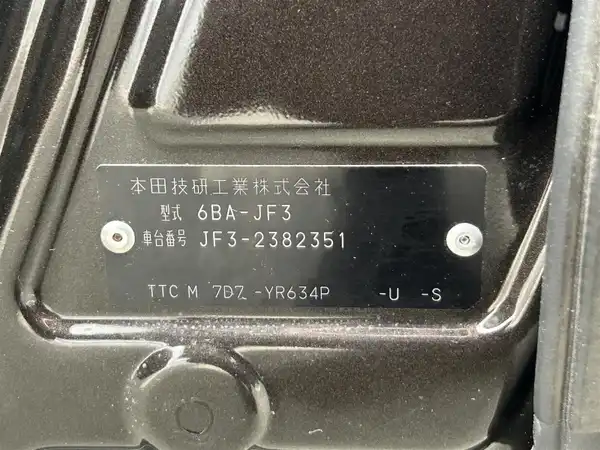 本田技研工業株式会社
型式 6BA-JF3
車台番号 JF3-2382351
TTC M 7DZ -YR634P -U -S